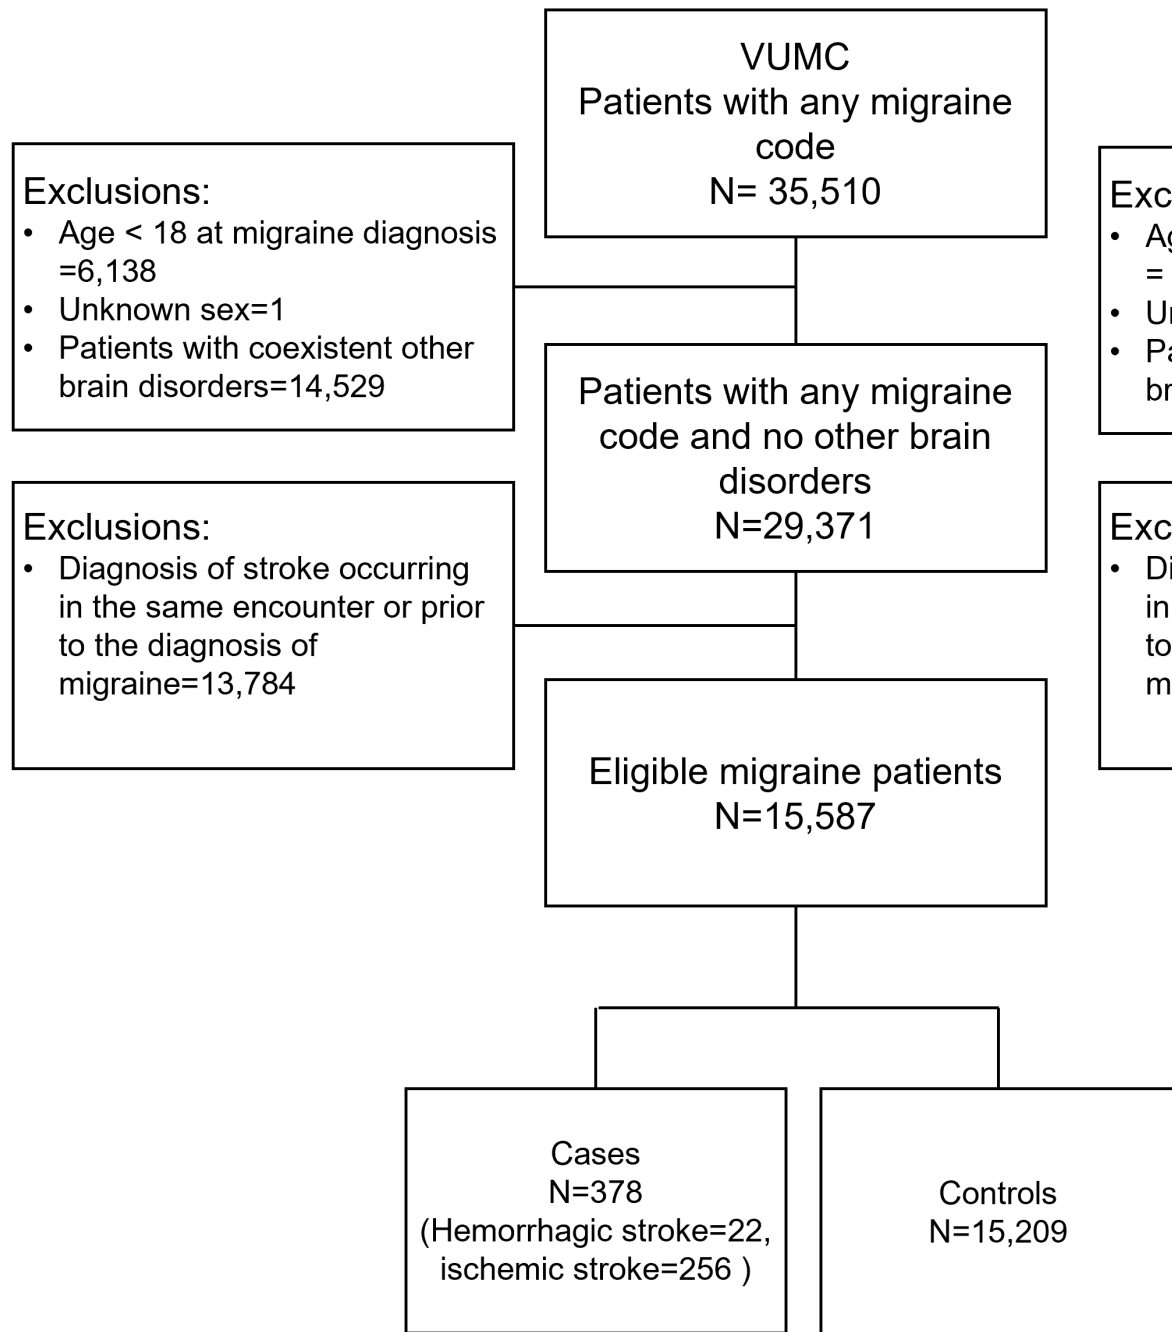 VUMC
Patients with any migraine
code
N= 35,510
Exclusions:
• Age < 18 at migraine diagnosis
=6,138
• Unknown sex=1
• Patients with coexistent other
brain disorders=14,529
Patients with any migraine
code and no other brain
disorders
N=29,371
Exclusions:
• Diagnosis of stroke occurring
in the same encounter or prior
to the diagnosis of
migraine=13,784
Eligible migraine patients
N=15,587
Cases
N=378
(Hemorrhagic stroke=22,
ischemic stroke=256 )
Controls
N=15,209
•
=
•
•
•
in
to